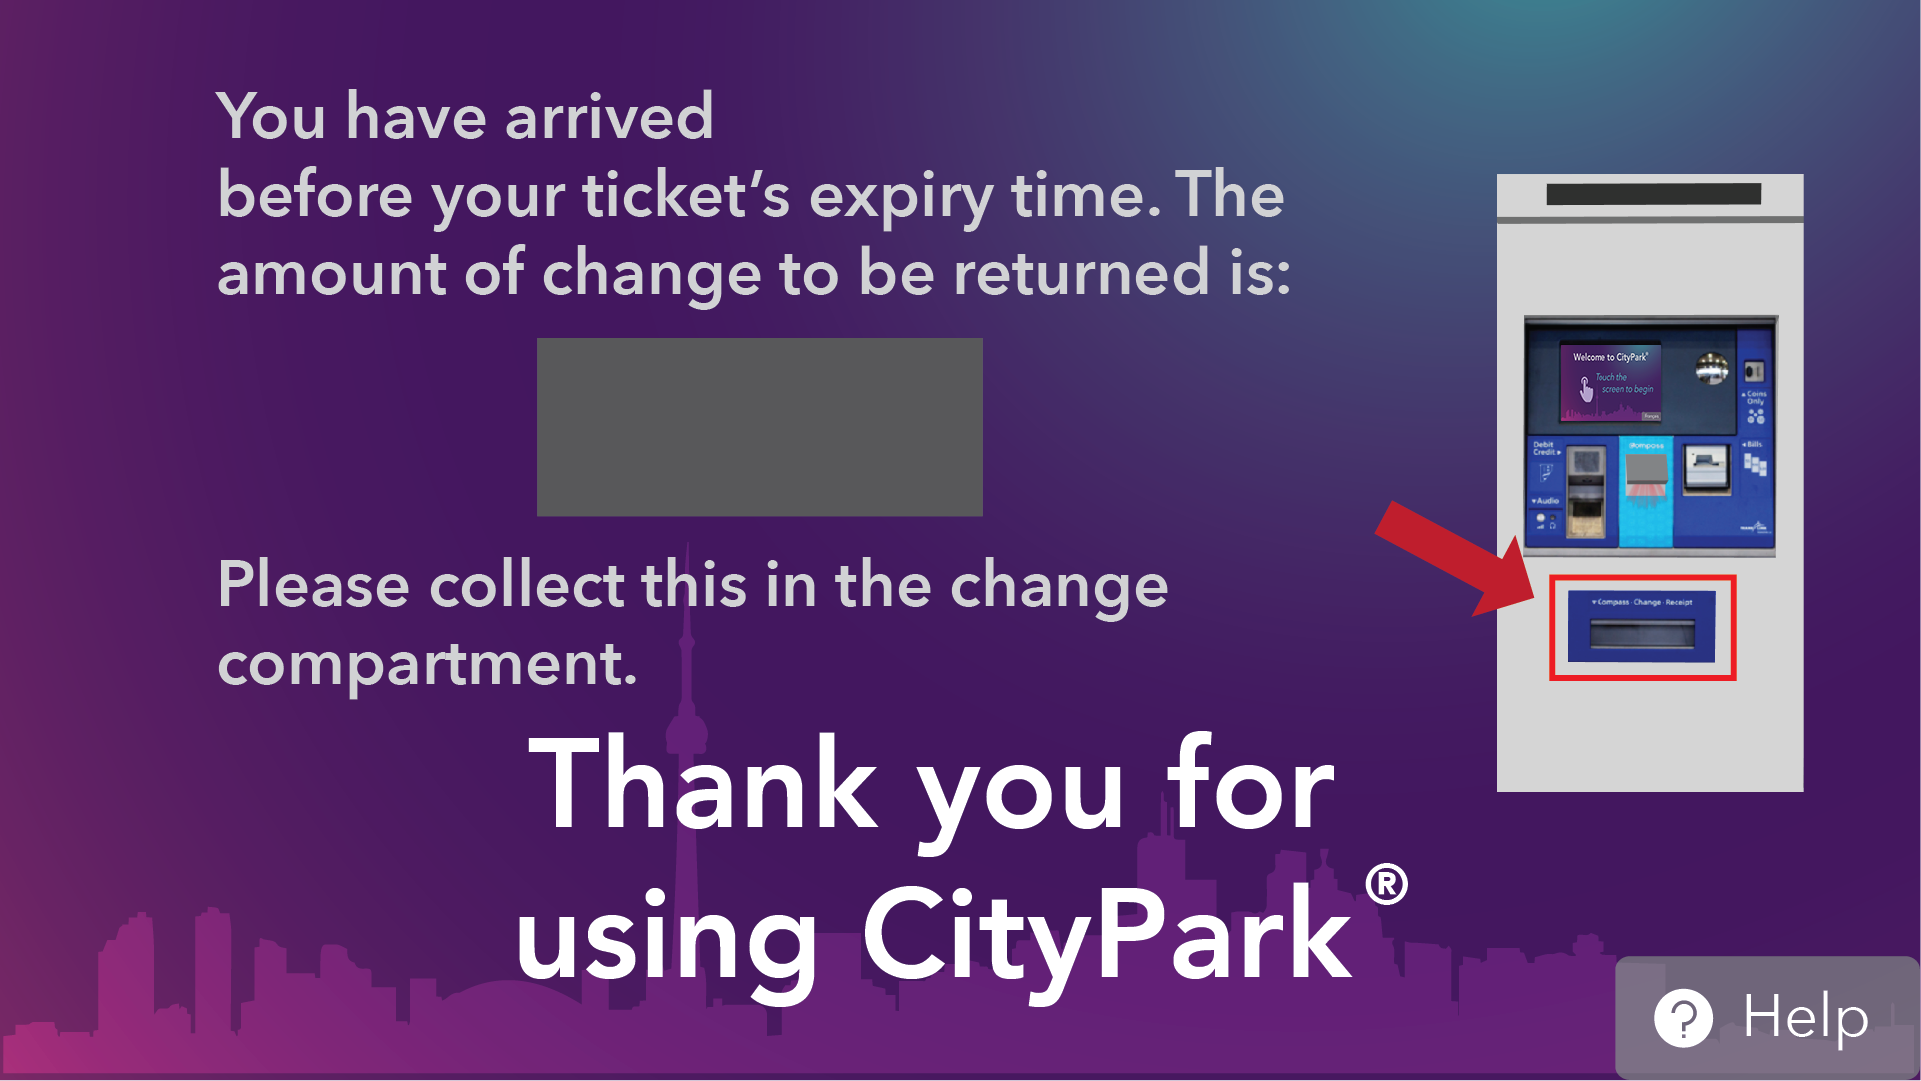 You have arrived
before your ticket's expiry time. The
amount of change to be returned is:
Please collect this in the change
compartment.
Thank you for
using CityPark®
Welcome to CityPark®
Touch the
screen to begin
Français
Coins
Only
Debit
Credit
Compass
Bills
Audio
Compass · Change · Receipt
Help